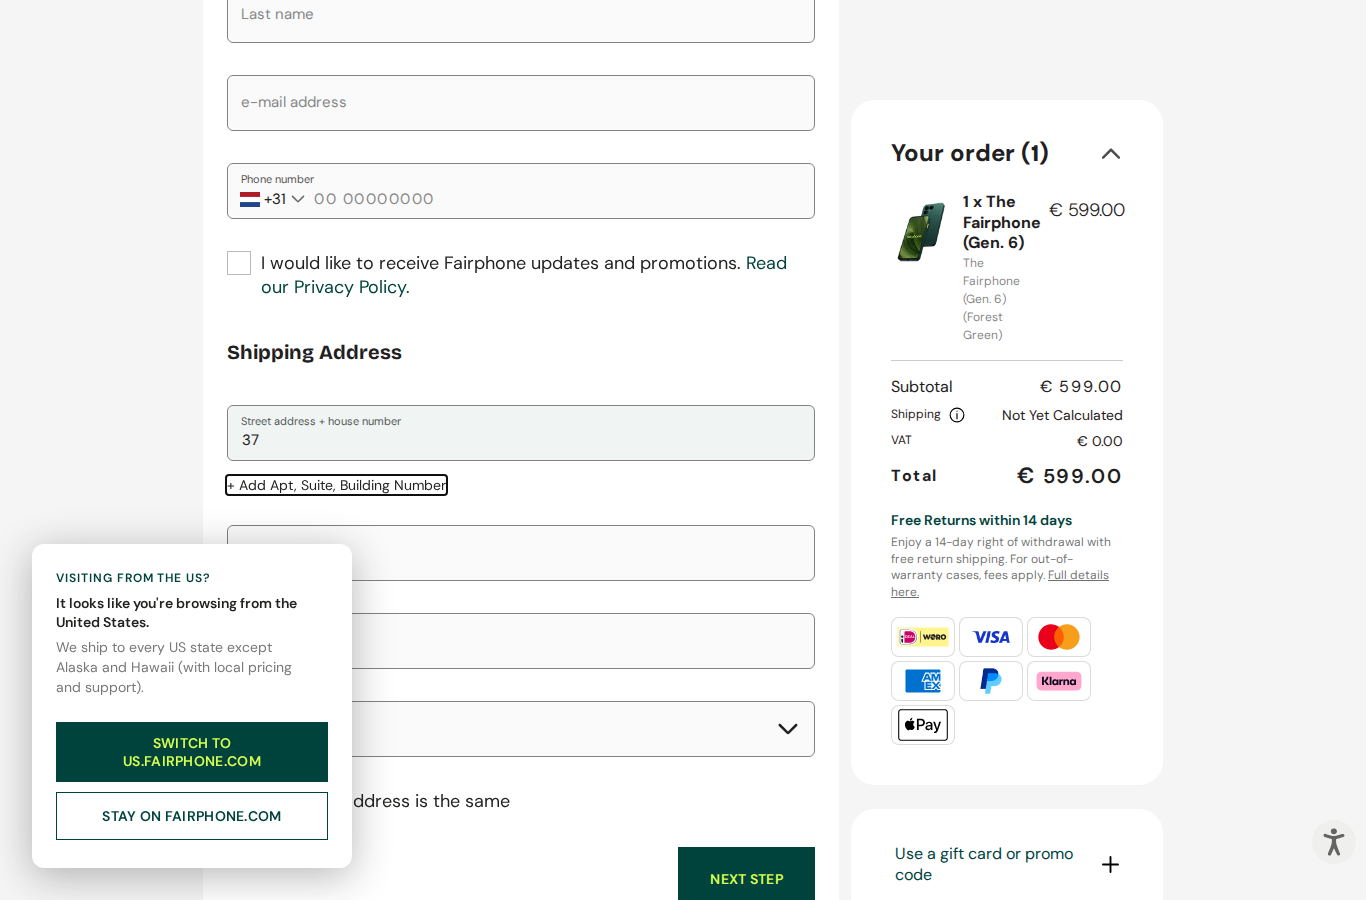 Last name
e-mail address
Phone number
+31 00 00000000
I would like to receive Fairphone updates and promotions. Read
our Privacy Policy.
Shipping Address
Street address + house number
37
+ Add Apt, Suite, Building Number
ddress is the same
NEXT STEP
VISITING FROM THE US?
It looks like you're browsing from the
United States.
We ship to every US state except
Alaska and Hawaii (with local pricing
and support).
SWITCH TO
US.FAIRPHONE.COM
STAY ON FAIRPHONE.COM
Your order (1)
1 x The
Fairphone
(Gen. 6)
€ 599.00
The
Fairphone
(Gen. 6)
(Forest
Green)
Subtotal € 599.00
Shipping Not Yet Calculated
VAT € 0.00
Total € 599.00
Free Returns within 14 days
Enjoy a 14-day right of withdrawal with
free return shipping. For out-of-
warranty cases, fees apply. Full details
here.
iDEAL | WERO
VISA
AM
EX
Klarna
Pay
Use a gift card or promo
code